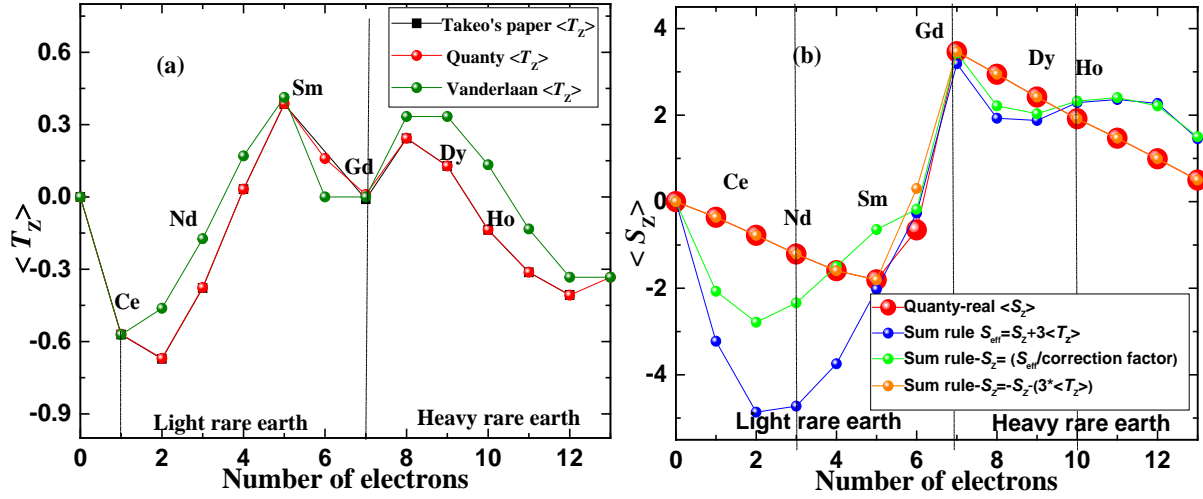 (a)
Takeo's paper <T_Z>
Quanty <T_Z>
Vanderlaan <T_Z>
0.6
0.3
0.0
-0.3
-0.6
-0.9
<T_Z>
Ce
Nd
Sm
Gd
Dy
Ho
Light rare earth
Heavy rare earth
0 2 4 6 8 10 12
Number of electrons
(b)
4
2
0
-2
-4
<S_Z>
Ce
Nd
Sm
Gd
Dy
Ho
Quanty-real <S_Z>
Sum rule S_eff=S_Z+3<T_Z>
Sum rule-S_Z= (S_eff/correction factor)
Sum rule-S_Z=-S_Z-(3*<T_Z>)
Light rare earth
Heavy rare earth
0 2 4 6 8 10 12
Number of electrons